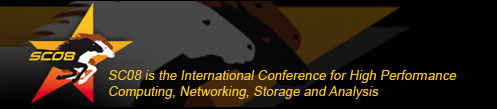 SC08
SC08 is the International Conference for High Performance
Computing, Networking, Storage and Analysis